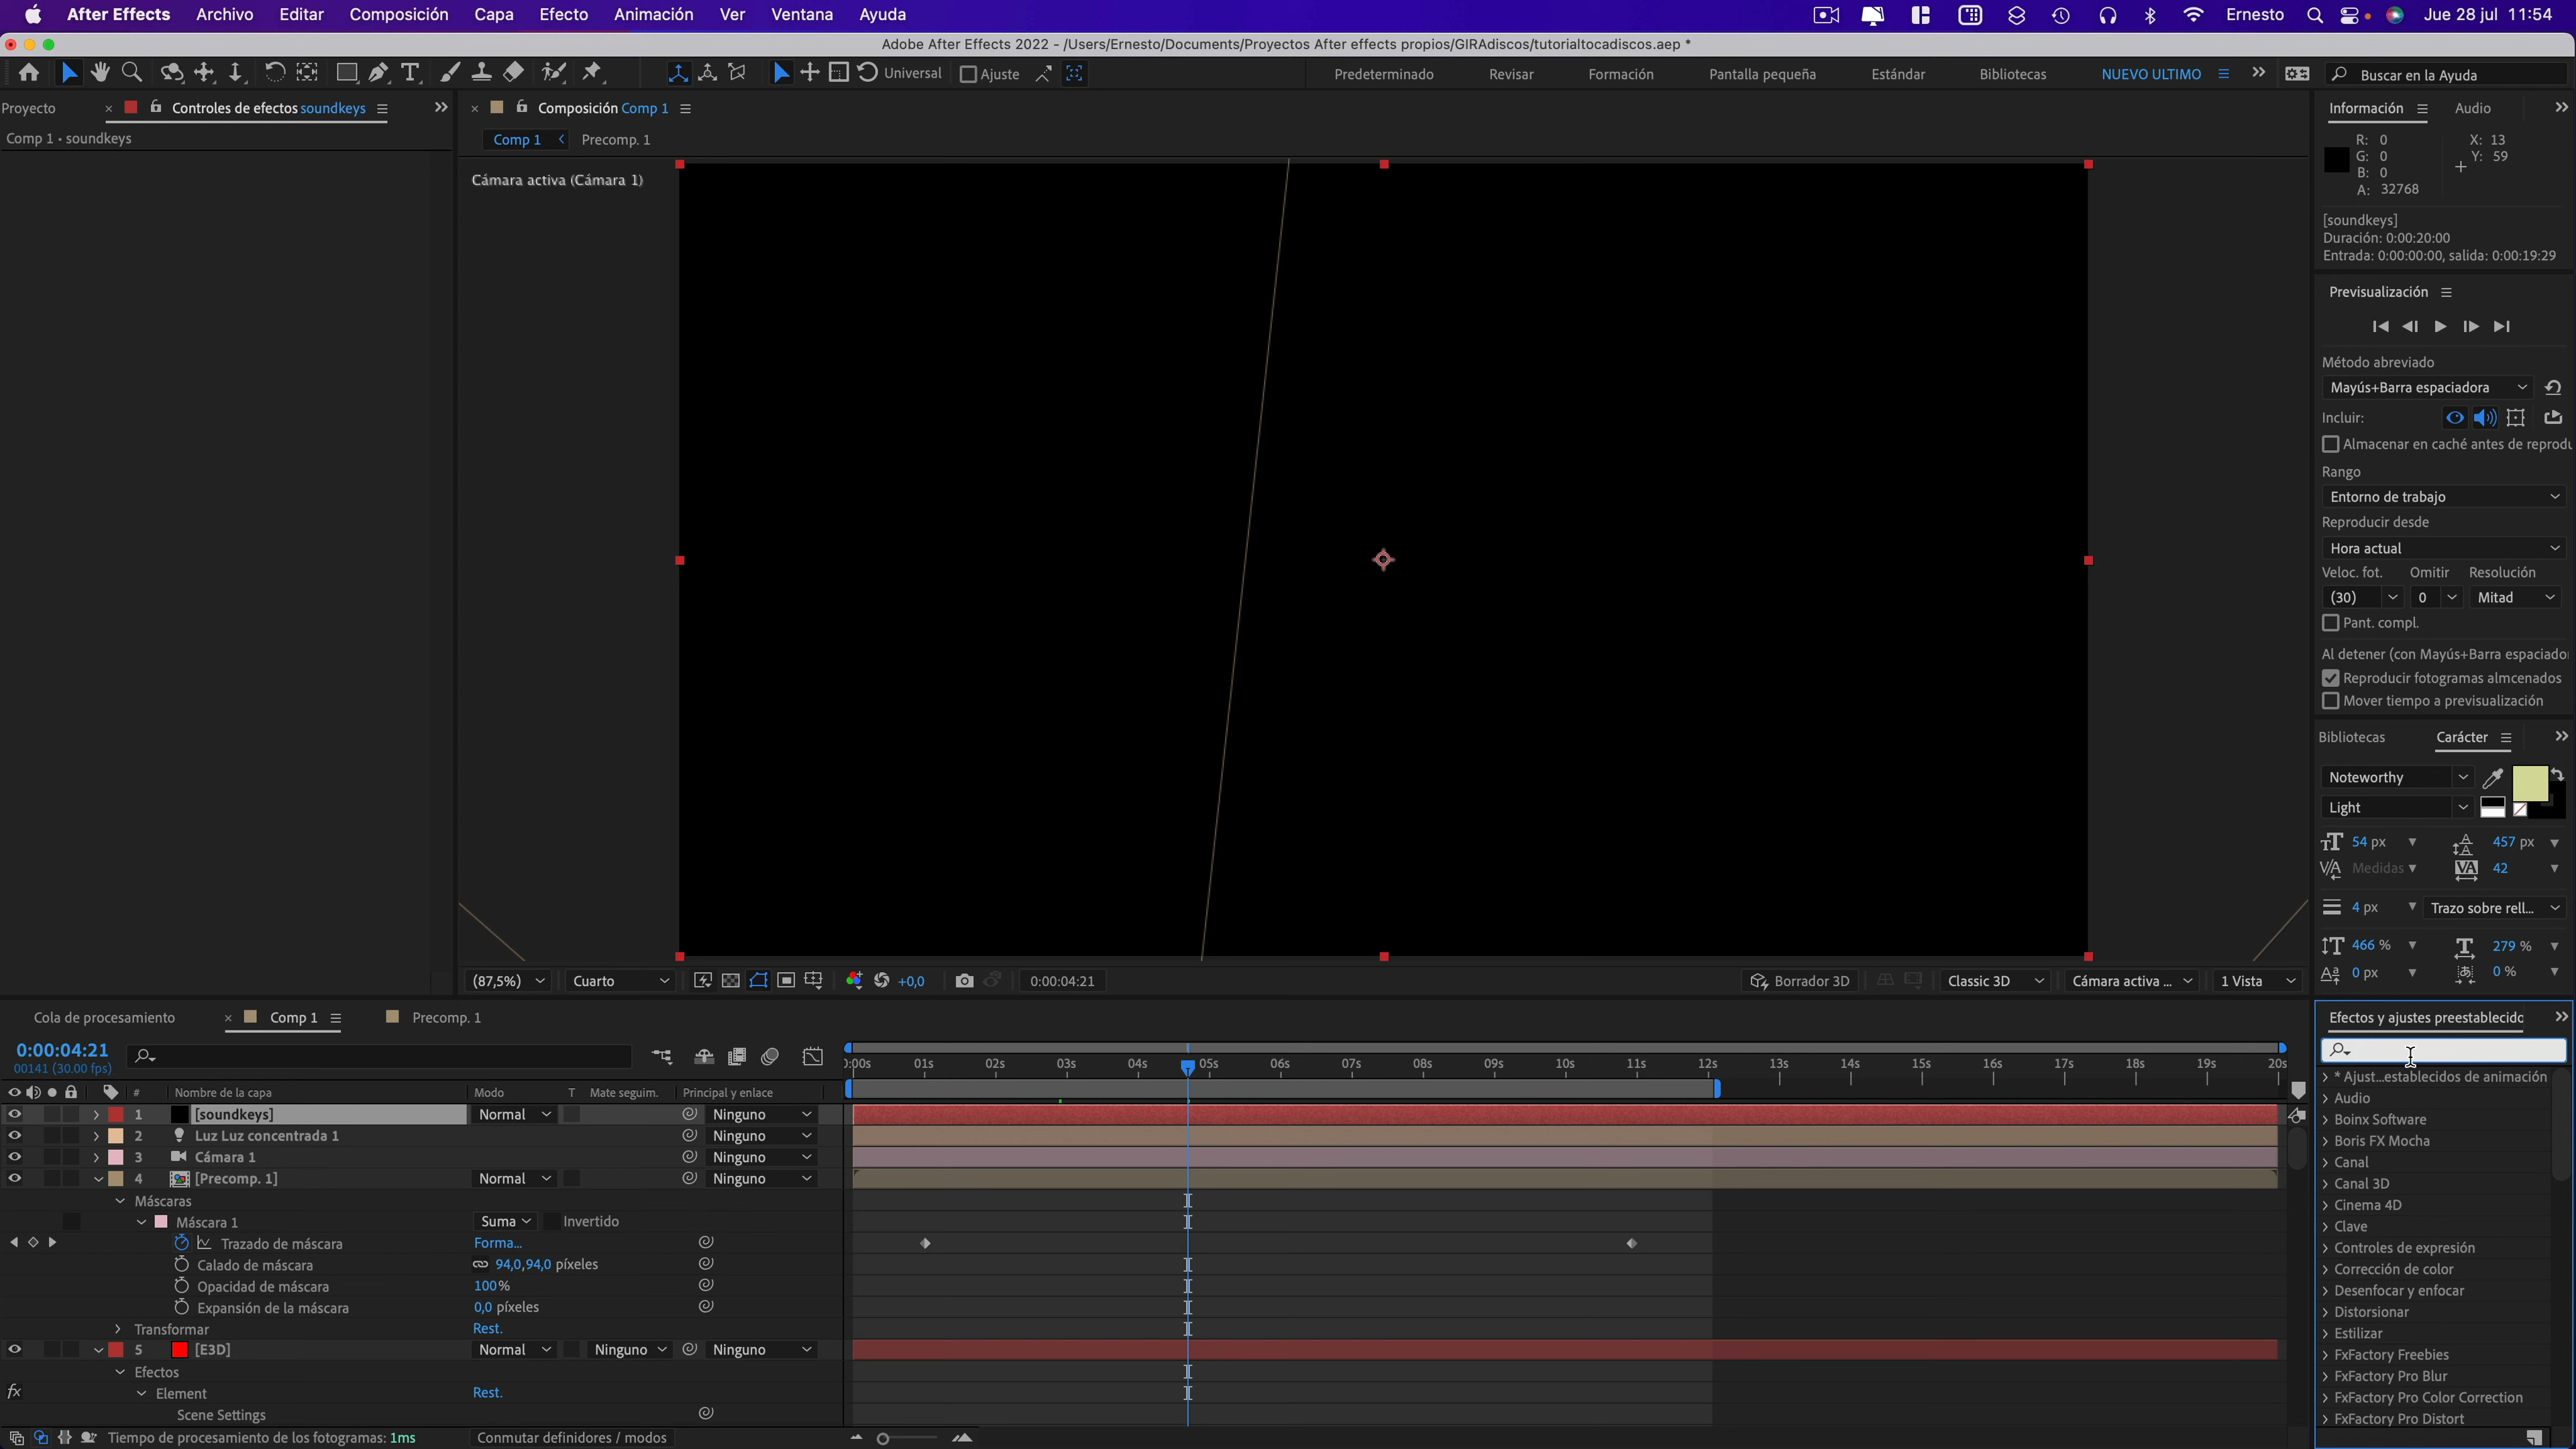 After Effects Archivo Editar Composición Capa Efecto Animación Ver Ventana Ayuda Ernesto Jue 28 jul 11:54
Adobe After Effects 2022 - /Users/Ernesto/Documents/Proyectos After effects propios/GIRAdiscos/tutorialtocadiscos.aep *
Universal Ajuste Predeterminado Revisar Formación Pantalla pequeña Estándar Bibliotecas NUEVO ULTIMO Buscar en la Ayuda
Proyecto Controles de efectos soundkeys
Comp 1 • soundkeys
Composición Comp 1
Comp 1 Precomp. 1
Cámara activa (Cámara 1)
(87,5%) Cuarto +0,0 0:00:04:21 Borrador 3D Classic 3D Cámara activa ... 1 Vista
Información Audio
R: 0 X: 13
G: 0 Y: 59
B: 0
A: 32768
[soundkeys]
Duración: 0:00:20:00
Entrada: 0:00:00:00, salida: 0:00:19:29
Previsualización
Método abreviado
Mayús+Barra espaciadora
Incluir:
Almacenar en caché antes de reprodu
Rango
Entorno de trabajo
Reproducir desde
Hora actual
Veloc. fot. Omitir Resolución
(30) 0 Mitad
Pant. compl.
Al detener (con Mayús+Barra espaciador
Reproducir fotogramas almcenados
Mover tiempo a previsualización
Bibliotecas Carácter
Noteworthy
Light
54 px 457 px
Medidas 42
4 px Trazo sobre rell...
466 % 279 %
0 px 0 %
Cola de procesamiento Comp 1 Precomp. 1
0:00:04:21
00141 (30.00 fps)
0:00s 01s 02s 03s 04s 05s 06s 07s 08s 09s 10s 11s 12s 13s 14s 15s 16s 17s 18s 19s 20s
# Nombre de la capa Modo T Mate seguim. Principal y enlace
1 [soundkeys] Normal Ninguno
2 Luz Luz concentrada 1 Ninguno
3 Cámara 1 Ninguno
4 [Precomp. 1] Normal Ninguno
Máscaras
Máscara 1 Suma Invertido
Trazado de máscara Forma...
Calado de máscara 94,0,94,0 píxeles
Opacidad de máscara 100%
Expansión de la máscara 0,0 píxeles
Transformar Rest.
5 [E3D] Normal Ninguno Ninguno
Efectos
fx Element Rest.
Scene Settings
Tiempo de procesamiento de los fotogramas: 1ms Conmutar definidores / modos
Efectos y ajustes preestablecidc
* Ajust...establecidos de animación
Audio
Boinx Software
Boris FX Mocha
Canal
Canal 3D
Cinema 4D
Clave
Controles de expresión
Corrección de color
Desenfocar y enfocar
Distorsionar
Estilizar
FxFactory Freebies
FxFactory Pro Blur
FxFactory Pro Color Correction
FxFactory Pro Distort